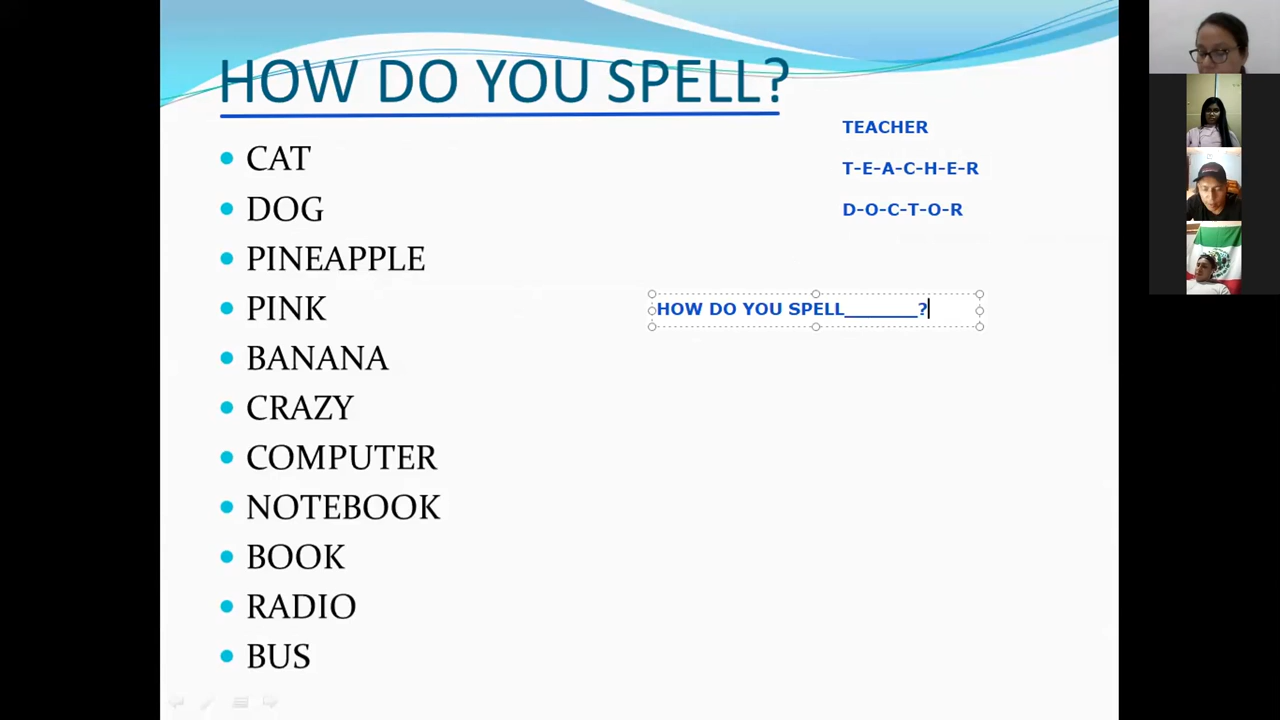 HOW DO YOU SPELL?
TEACHER
T-E-A-C-H-E-R
D-O-C-T-O-R
CAT
DOG
PINEAPPLE
PINK
BANANA
CRAZY
COMPUTER
NOTEBOOK
BOOK
RADIO
BUS
HOW DO YOU SPELL_______?